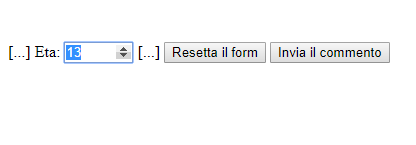 [...] Eta: 13 [...] Resetta il form Invia il commento